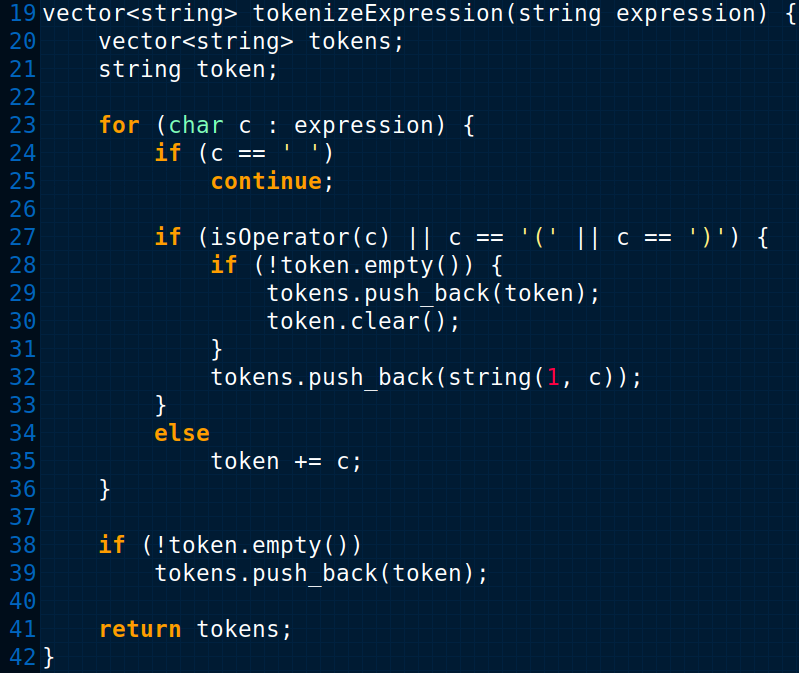 19 vector<string> tokenizeExpression(string expression) {
20     vector<string> tokens;
21     string token;
22
23     for (char c : expression) {
24         if (c == ' ')
25             continue;
26
27         if (isOperator(c) || c == '(' || c == ')') {
28             if (!token.empty()) {
29                 tokens.push_back(token);
30                 token.clear();
31             }
32             tokens.push_back(string(1, c));
33         }
34         else
35             token += c;
36     }
37
38     if (!token.empty())
39         tokens.push_back(token);
40
41     return tokens;
42 }